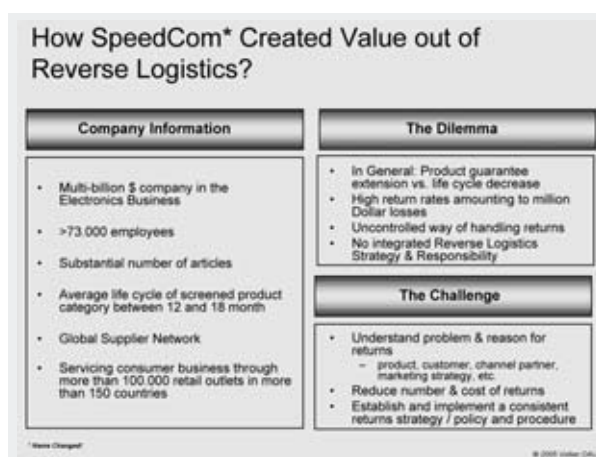 How SpeedCom* Created Value out of
Reverse Logistics?
Company Information
• Multi-billion $ company in the
Electronics Business
• >73.000 employees
• Substantial number of articles
• Average life cycle of screened product
category between 12 and 18 month
• Global Supplier Network
• Servicing consumer business through
more than 100.000 retail outlets in more
than 150 countries
The Dilemma
• In General: Product guarantee
extension vs. life cycle decrease
• High return rates amounting to million
Dollar losses
• Uncontrolled way of handling returns
• No integrated Reverse Logistics
Strategy & Responsibility
The Challenge
• Understand problem & reason for
returns
– product, customer, channel partner,
marketing strategy, etc.
• Reduce number & cost of returns
• Establish and implement a consistent
returns strategy / policy and procedure
* Name Changed
© 2005